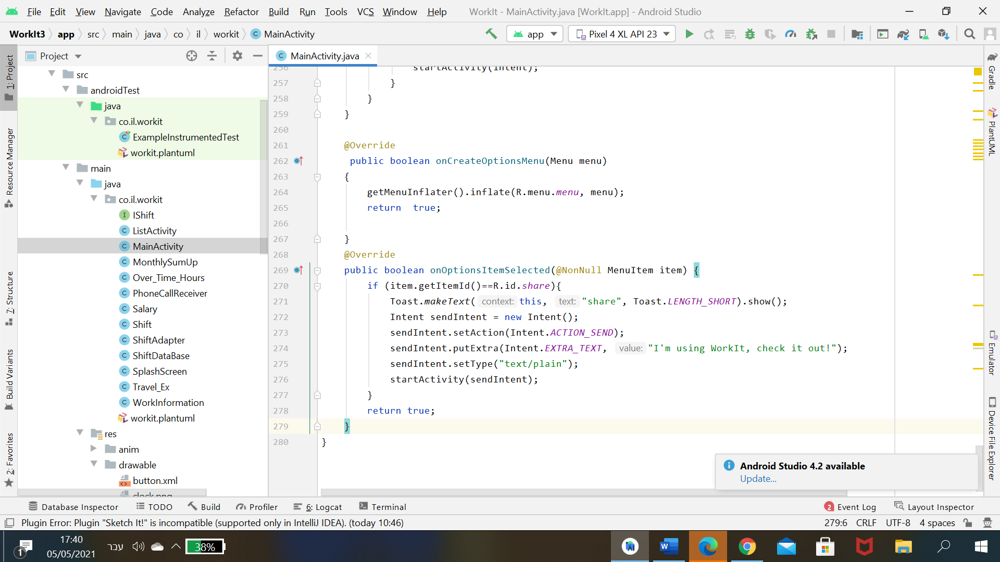 File Edit View Navigate Code Analyze Refactor Build Run Tools VCS Window Help WorkIt - MainActivity.java [WorkIt.app] - Android Studio
WorkIt3 app src main java co il workit C MainActivity app Pixel 4 XL API 23
Project
C MainActivity.java
1: Project
Resource Manager
7: Structure
Build Variants
2: Favorites
src
androidTest
java
co.il.workit
C ExampleInstrumentedTest
workit.plantuml
main
java
co.il.workit
I IShift
C ListActivity
C MainActivity
C MonthlySumUp
C Over_Time_Hours
C PhoneCallReceiver
C Salary
C Shift
C ShiftAdapter
C ShiftDataBase
C SplashScreen
C Travel_Ex
C WorkInformation
workit.plantuml
res
anim
drawable
button.xml
clock.png
256 startActivity(intent);
257 }
258 }
259 }
260
261 @Override
262 public boolean onCreateOptionsMenu(Menu menu)
263 {
264 getMenuInflater().inflate(R.menu.menu, menu);
265 return  true;
266
267 }
268 @Override
269 public boolean onOptionsItemSelected(@NonNull MenuItem item) {
270 if (item.getItemId()==R.id.share){
271 Toast.makeText( context: this, text: "share", Toast.LENGTH_SHORT).show();
272 Intent sendIntent = new Intent();
273 sendIntent.setAction(Intent.ACTION_SEND);
274 sendIntent.putExtra(Intent.EXTRA_TEXT, value: "I'm using WorkIt, check it out!");
275 sendIntent.setType("text/plain");
276 startActivity(sendIntent);
277 }
278 return true;
279 }
280 }
Gradle
PlantUML
Emulator
Device File Explorer
Android Studio 4.2 available
Update...
Database Inspector TODO Build Profiler 6: Logcat Terminal 2 Event Log Layout Inspector
Plugin Error: Plugin "Sketch It!" is incompatible (supported only in IntelliJ IDEA). (today 10:46) 279:6 CRLF UTF-8 4 spaces
1 17:40 עבר 38%
05/05/2021